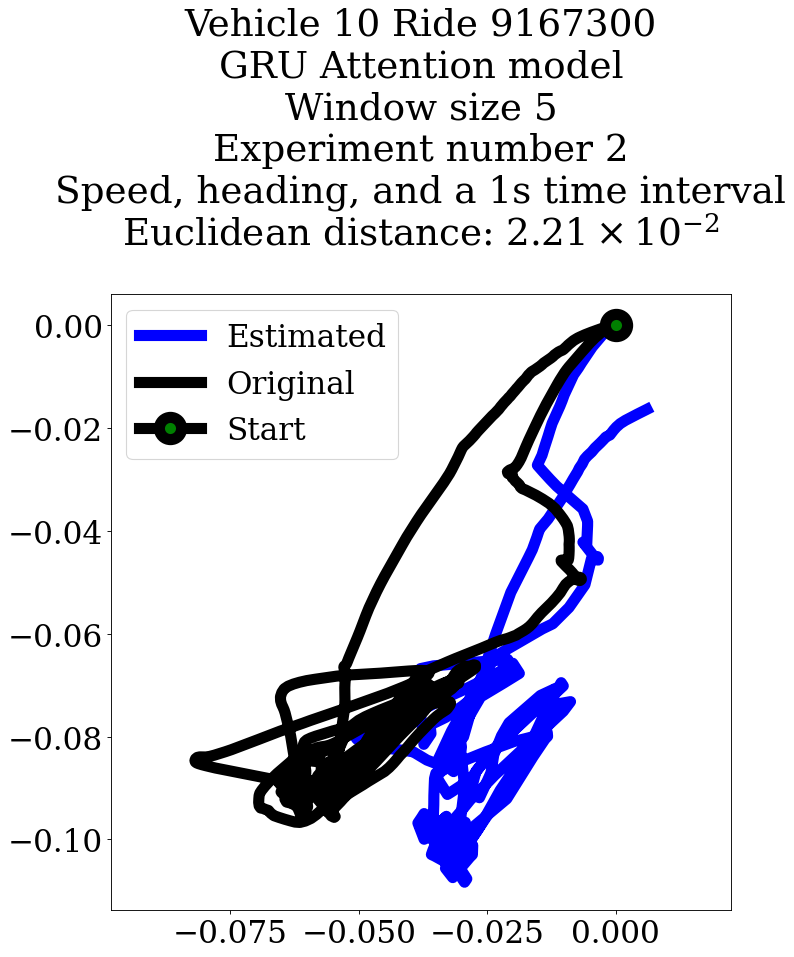 Vehicle 10 Ride 9167300
GRU Attention model
Window size 5
Experiment number 2
Speed, heading, and a 1s time interval
Euclidean distance: 2.21 × 10⁻²
Estimated
Original
Start
0.00
−0.02
−0.04
−0.06
−0.08
−0.10
−0.075 −0.050 −0.025 0.000